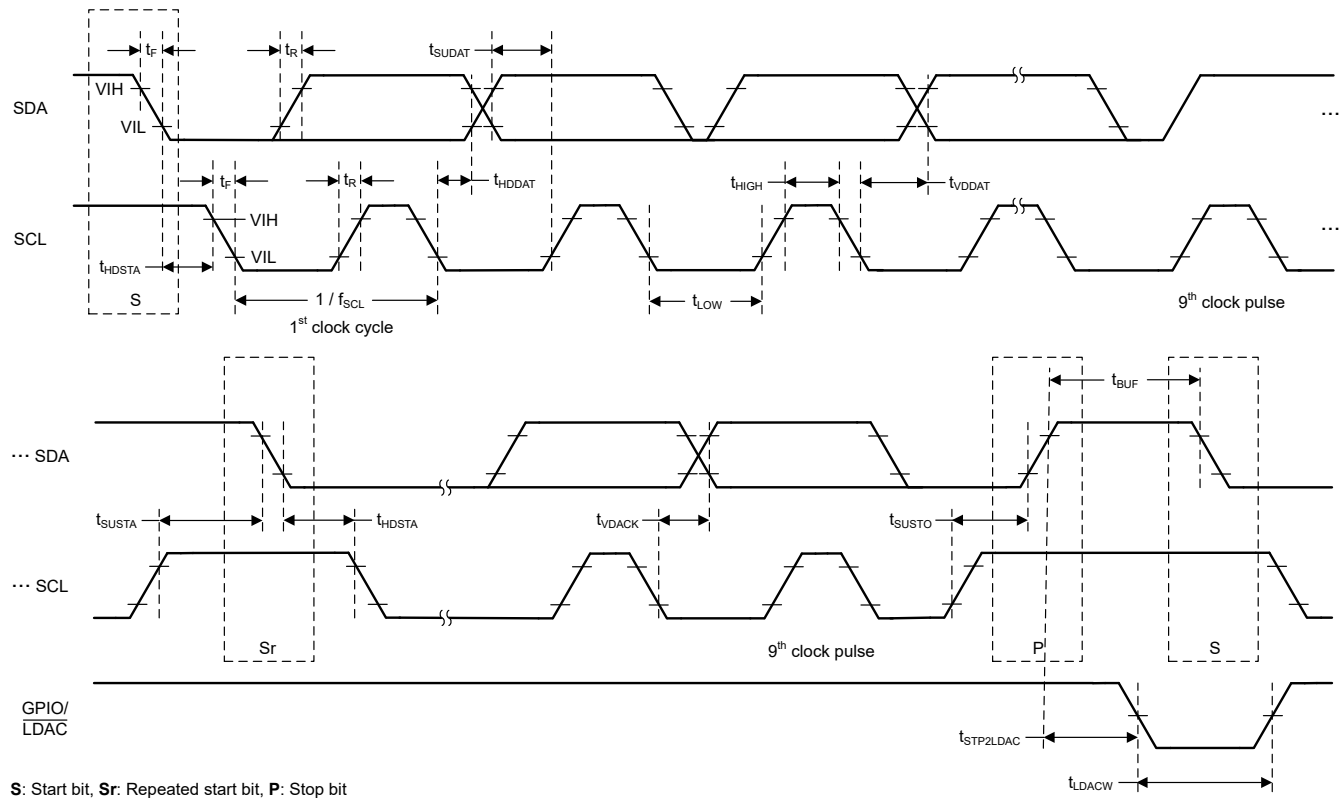 tF
tR
tSUDAT
VIH
SDA
VIL
...
tF
tR
tHDDAT
tHIGH
tVDDAT
VIH
SCL
...
VIL
tHDSTA
S
1 / fSCL
tLOW
9th clock pulse
1st clock cycle
tBUF
... SDA
tSUSTA
tHDSTA
tVDACK
tSUSTO
... SCL
Sr
9th clock pulse
P
S
GPIO/
LDAC
tSTP2LDAC
tLDACW
S: Start bit, Sr: Repeated start bit, P: Stop bit